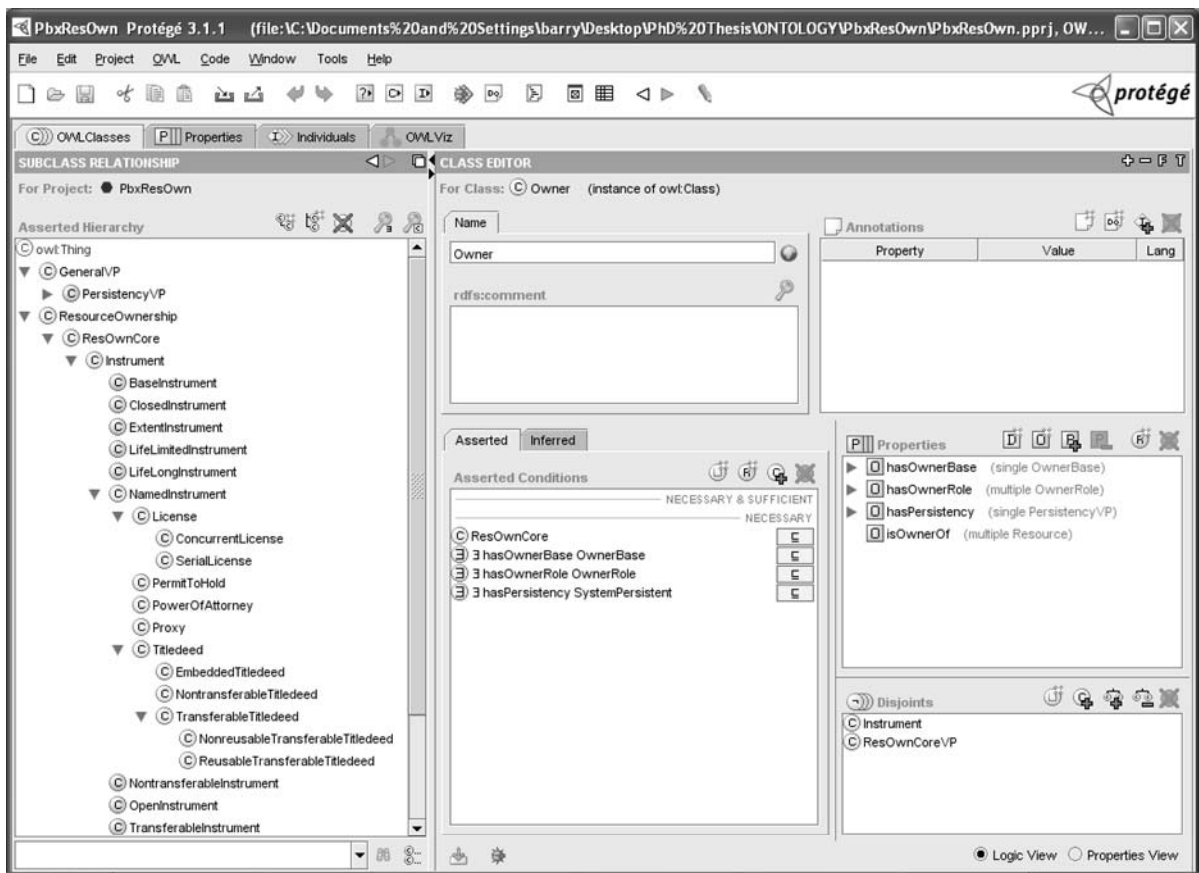 PbxResOwn Protégé 3.1.1 (file:\C:\Documents%20and%20Settings\barry\Desktop\PhD%20Thesis\ONTOLOGY\PbxResOwn\PbxResOwn.pprj, OW...
File Edit Project OWL Code Window Tools Help
protégé
OWLClasses Properties Individuals OWLViz
SUBCLASS RELATIONSHIP
For Project: PbxResOwn
Asserted Hierarchy
owl:Thing
GeneralVP
PersistencyVP
ResourceOwnership
ResOwnCore
Instrument
BaseInstrument
ClosedInstrument
ExtentInstrument
LifeLimitedInstrument
LifeLongInstrument
NamedInstrument
License
ConcurrentLicense
SerialLicense
PermitToHold
PowerOfAttorney
Proxy
Titledeed
EmbeddedTitledeed
NontransferableTitledeed
TransferableTitledeed
NonreusableTransferableTitledeed
ReusableTransferableTitledeed
NontransferableInstrument
OpenInstrument
TransferableInstrument
CLASS EDITOR
For Class: C Owner (instance of owl:Class)
Name
Owner
rdfs:comment
Annotations
Property Value Lang
Asserted Inferred
Asserted Conditions
NECESSARY & SUFFICIENT
NECESSARY
ResOwnCore ⊑
∃ hasOwnerBase OwnerBase ⊑
∃ hasOwnerRole OwnerRole ⊑
∃ hasPersistency SystemPersistent ⊑
Properties
hasOwnerBase (single OwnerBase)
hasOwnerRole (multiple OwnerRole)
hasPersistency (single PersistencyVP)
isOwnerOf (multiple Resource)
Disjoints
Instrument
ResOwnCoreVP
Logic View Properties View